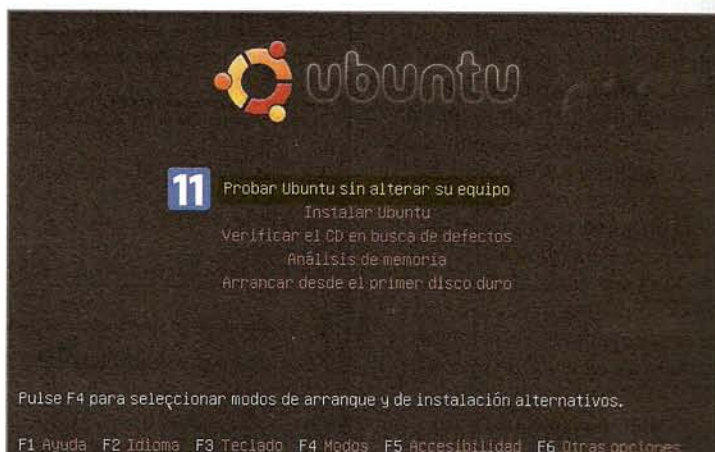 ubuntu
11 Probar Ubuntu sin alterar su equipo
Instalar Ubuntu
Verificar el CD en busca de defectos
Análisis de memoria
Arrancar desde el primer disco duro
Pulse F4 para seleccionar modos de arranque y de instalación alternativos.
F1 Ayuda F2 Idioma F3 Teclado F4 Modos F5 Accesibilidad F6 Otras opciones